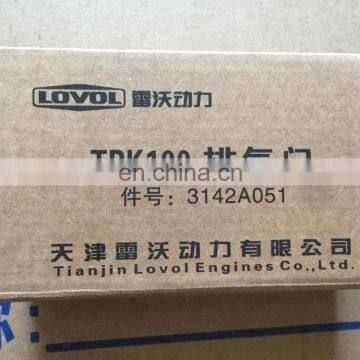 LOVOL 雷沃动力
TDK100 排气门
件号：3142A051
天津雷沃动力有限公司
Tianjin Lovol Engines Co.,Ltd.
china.cn